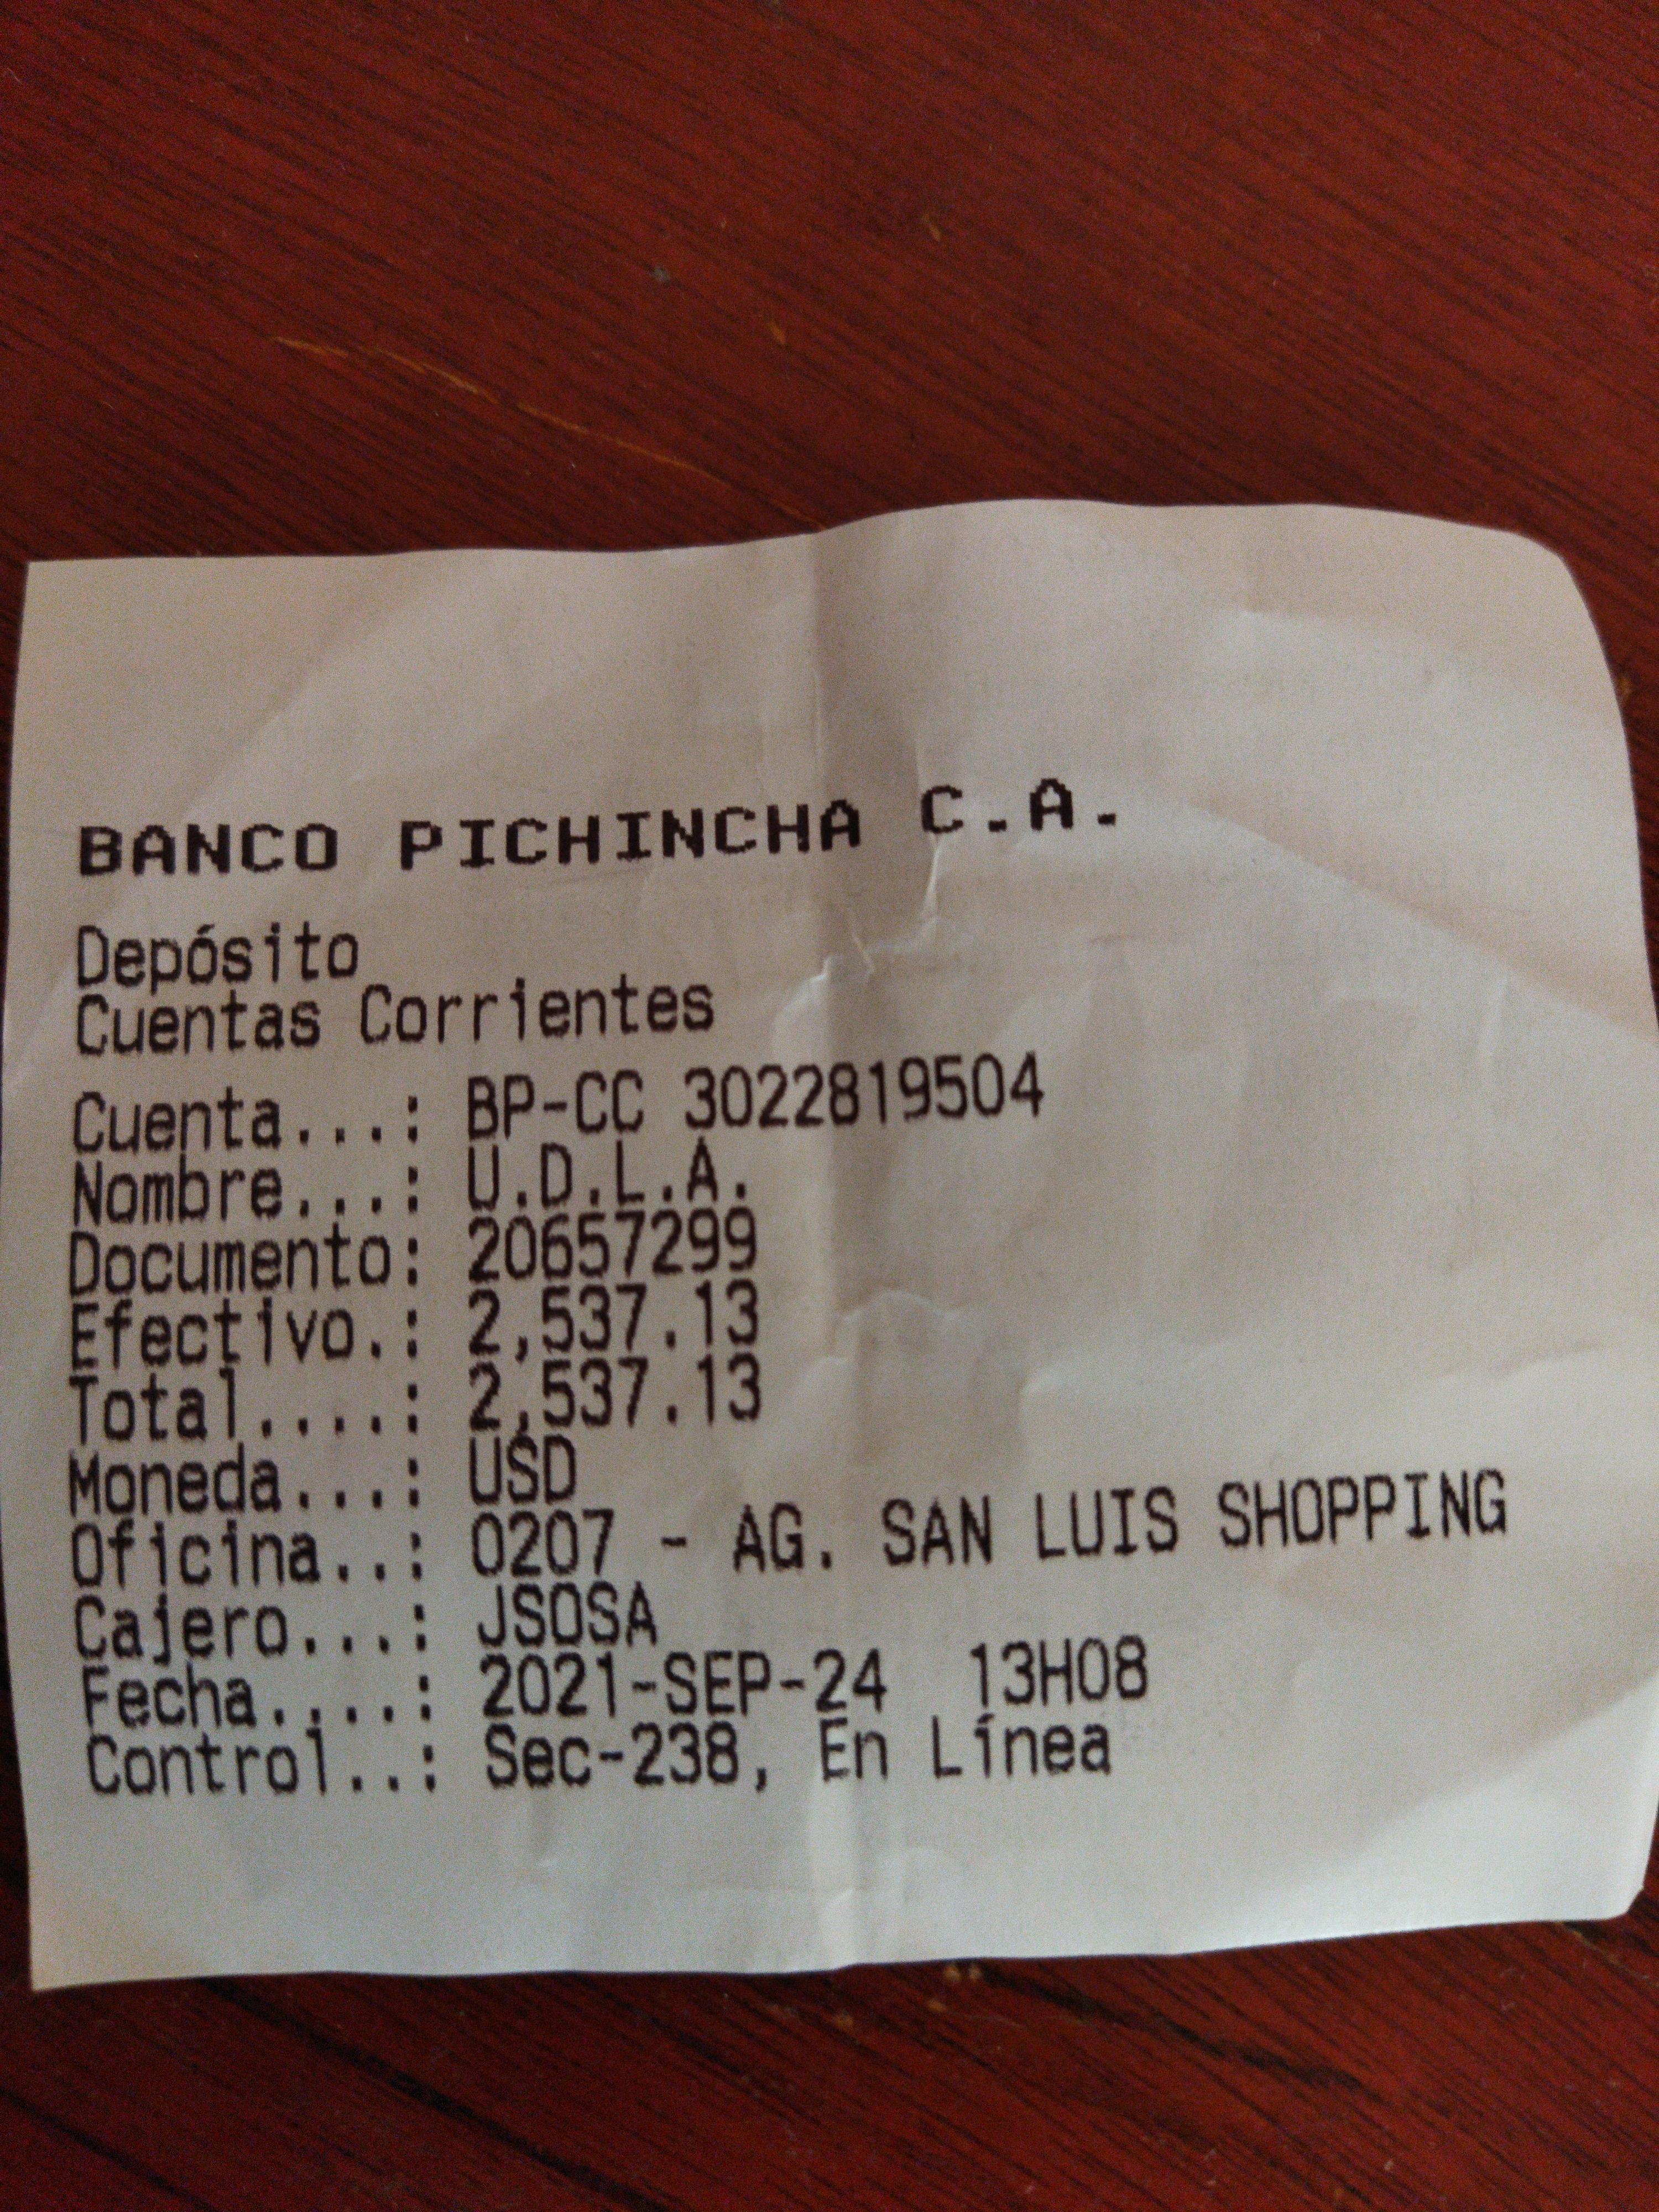 BANCO PICHINCHA C.A.
Depósito
Cuentas Corrientes
Cuenta...: BP-CC 3022819504
Nombre...: U.D.L.A.
Documento: 20657299
Efectivo.: 2,537.13
Total....: 2,537.13
Moneda...: USD
Oficina..: 0207 - AG. SAN LUIS SHOPPING
Cajero...: JSOSA
Fecha....: 2021-SEP-24  13H08
Control..: Sec-238, En Línea